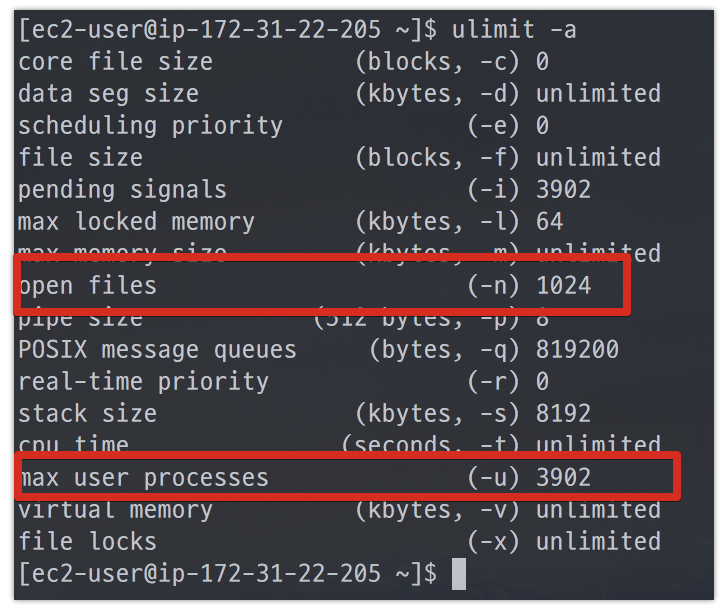 [ec2-user@ip-172-31-22-205 ~]$ ulimit -a
core file size (blocks, -c) 0
data seg size (kbytes, -d) unlimited
scheduling priority (-e) 0
file size (blocks, -f) unlimited
pending signals (-i) 3902
max locked memory (kbytes, -l) 64
max memory size (kbytes, -m) unlimited
open files (-n) 1024
pipe size (512 bytes, -p) 8
POSIX message queues (bytes, -q) 819200
real-time priority (-r) 0
stack size (kbytes, -s) 8192
cpu time (seconds, -t) unlimited
max user processes (-u) 3902
virtual memory (kbytes, -v) unlimited
file locks (-x) unlimited
[ec2-user@ip-172-31-22-205 ~]$